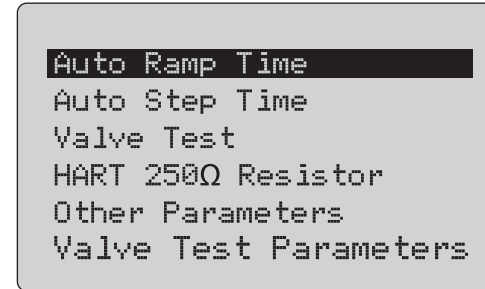 Auto Ramp Time
Auto Step Time
Valve Test
HART 250Ω Resistor
Other Parameters
Valve Test Parameters